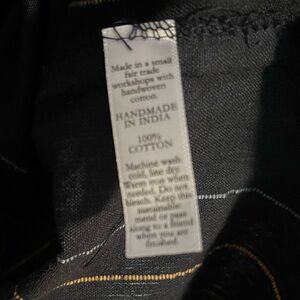 Made in a small
fair trade
workshops with
handwoven
cotton.
HANDMADE
IN INDIA
100%
COTTON
Machine wash
cold, line dry.
Warm iron when
needed. Do not
bleach. Keep this
sustainable:
mend or pass
along to a friend
when you are
finished.